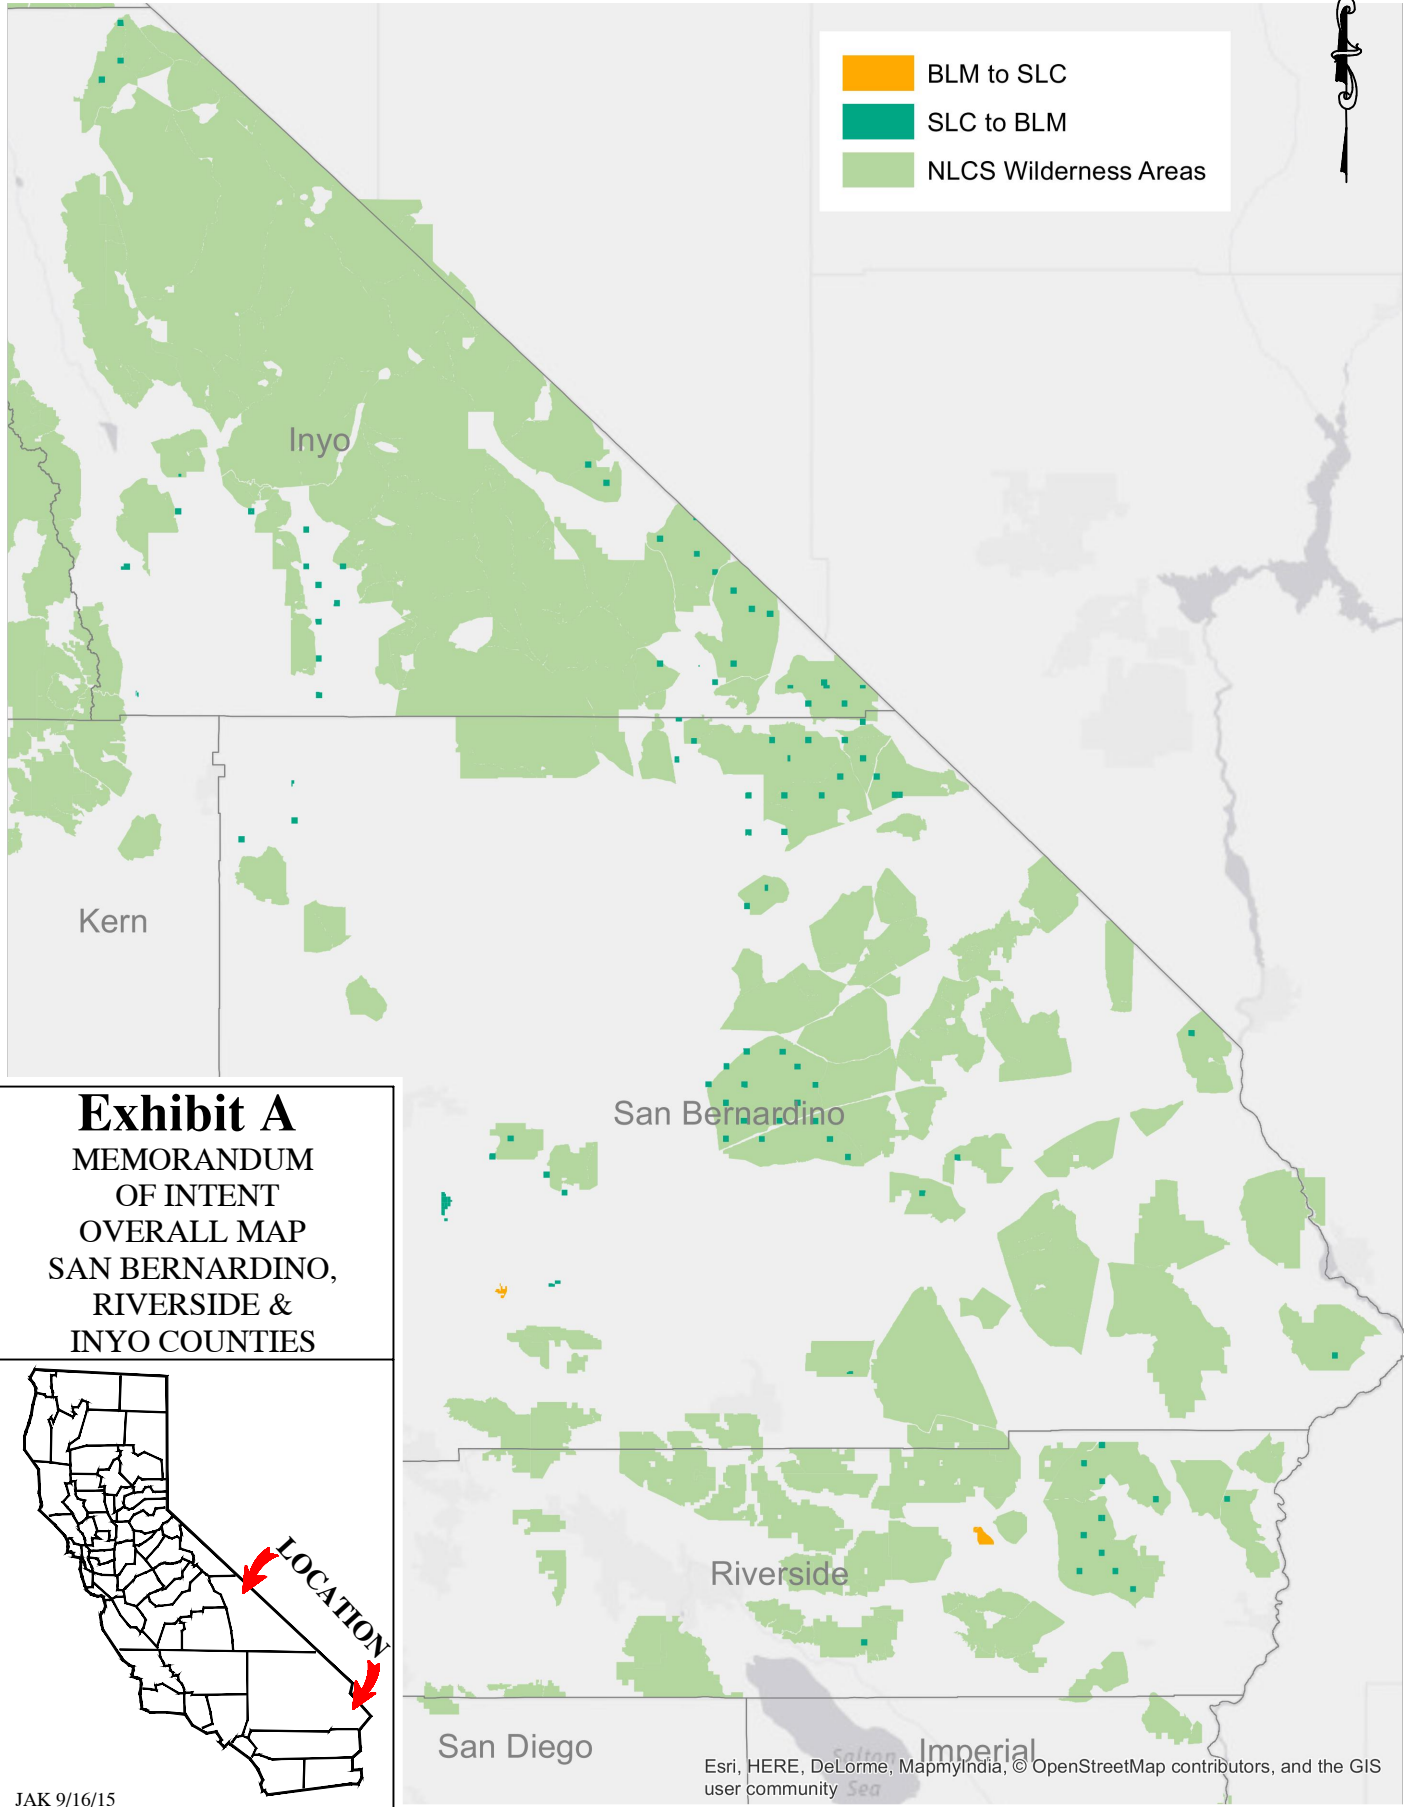 BLM to SLC
SLC to BLM
NLCS Wilderness Areas
Inyo
Kern
San Bernardino
Exhibit A
MEMORANDUM
OF INTENT
OVERALL MAP
SAN BERNARDINO,
RIVERSIDE &
INYO COUNTIES
LOCATION
Riverside
San Diego
Imperial
Salton
Sea
Esri, HERE, DeLorme, MapmyIndia, © OpenStreetMap contributors, and the GIS
user community
JAK 9/16/15